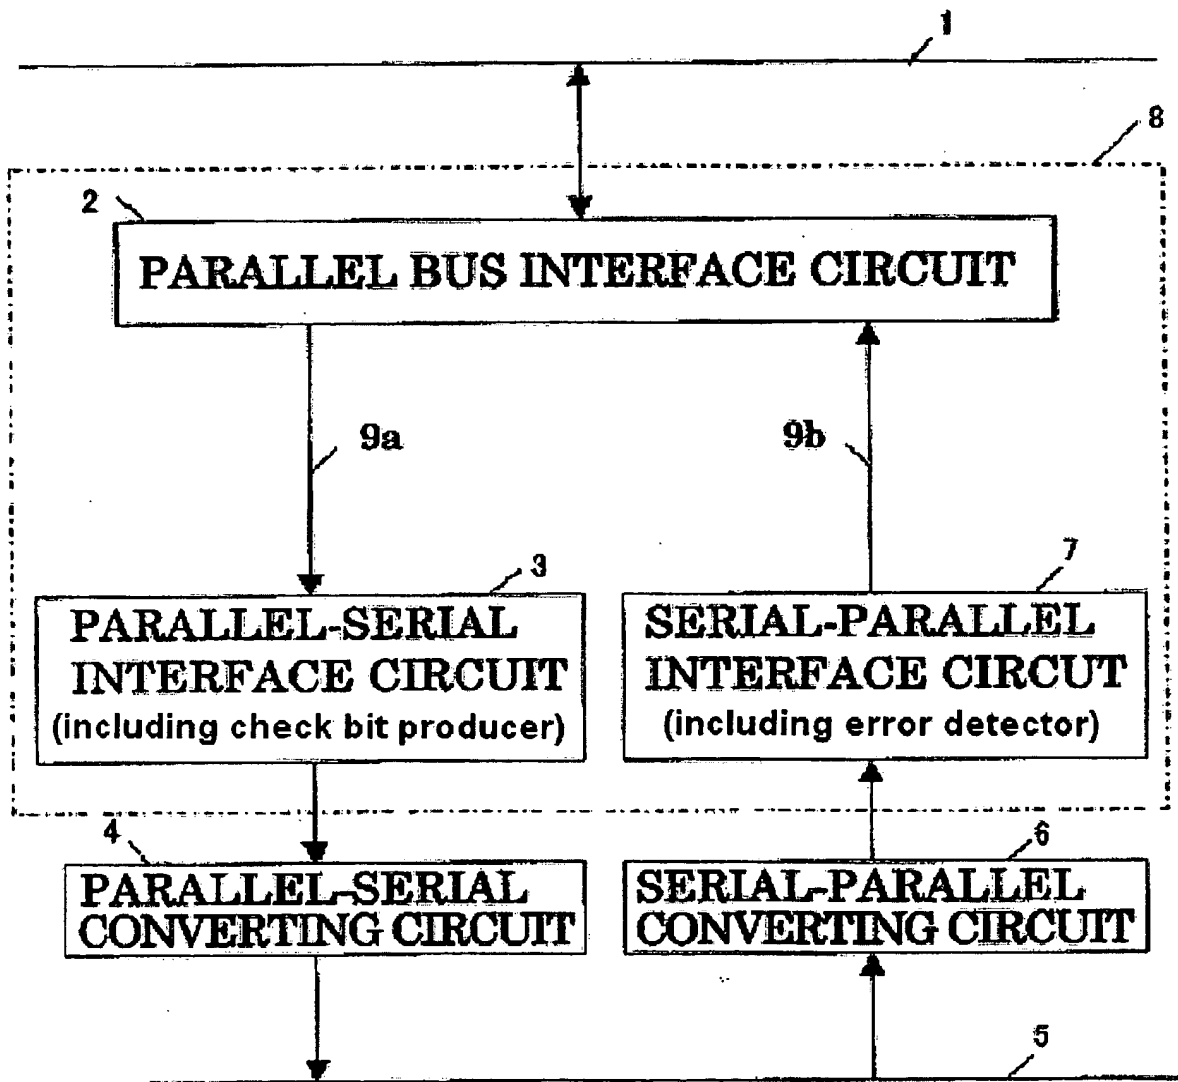 1
8
2
PARALLEL BUS INTERFACE CIRCUIT
9a
9b
3
PARALLEL-SERIAL
INTERFACE CIRCUIT
(including check bit producer)
7
SERIAL-PARALLEL
INTERFACE CIRCUT
(including error detector)
4
PARALLEL-SERIAL
CONVERTING CIRCUIT
6
SERIAL-PARALLEL
CONVERTING CIRCUIT
5